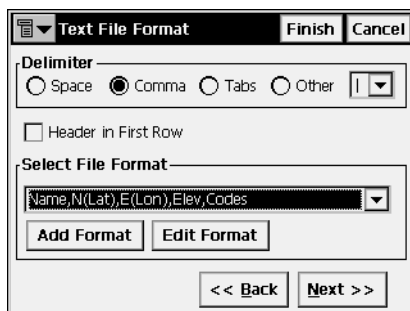 Text File Format Finish Cancel
Delimiter
Space Comma Tabs Other |
Header in First Row
Select File Format
Name,N(Lat),E(Lon),Elev,Codes
Add Format Edit Format
<< Back Next >>